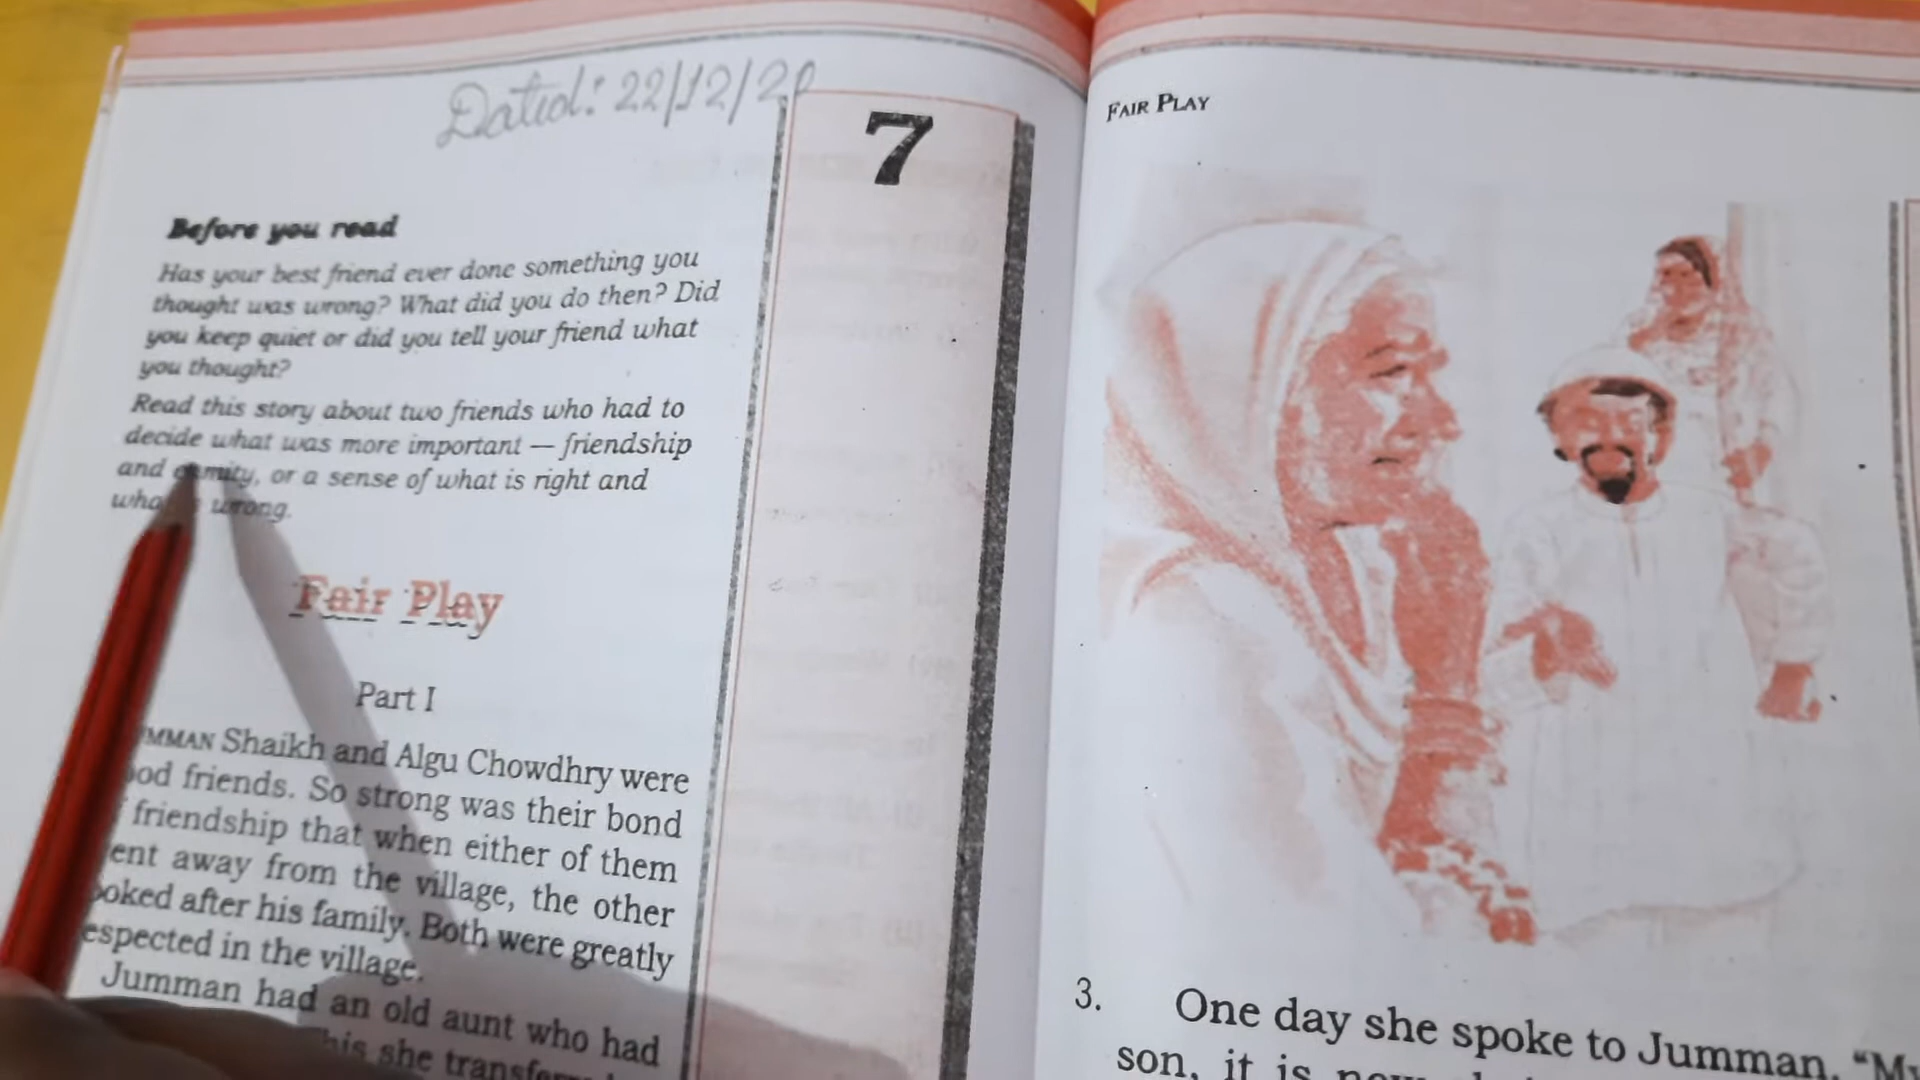 Dated: 22/12/20
7
Before you read
Has your best friend ever done something you
thought was wrong? What did you do then? Did
you keep quiet or did you tell your friend what
you thought?
Read this story about two friends who had to
decide what was more important — friendship
and enmity, or a sense of what is right and
wrong.
Fair Play
Part I
Shaikh and Algu Chowdhry were
friends. So strong was their bond
friendship that when either of them
away from the village, the other
after his family. Both were greatly
in the village.
Jumman had an old aunt who had
she
FAIR PLAY
3.
One day she spoke to Jumman. “My
son, it is